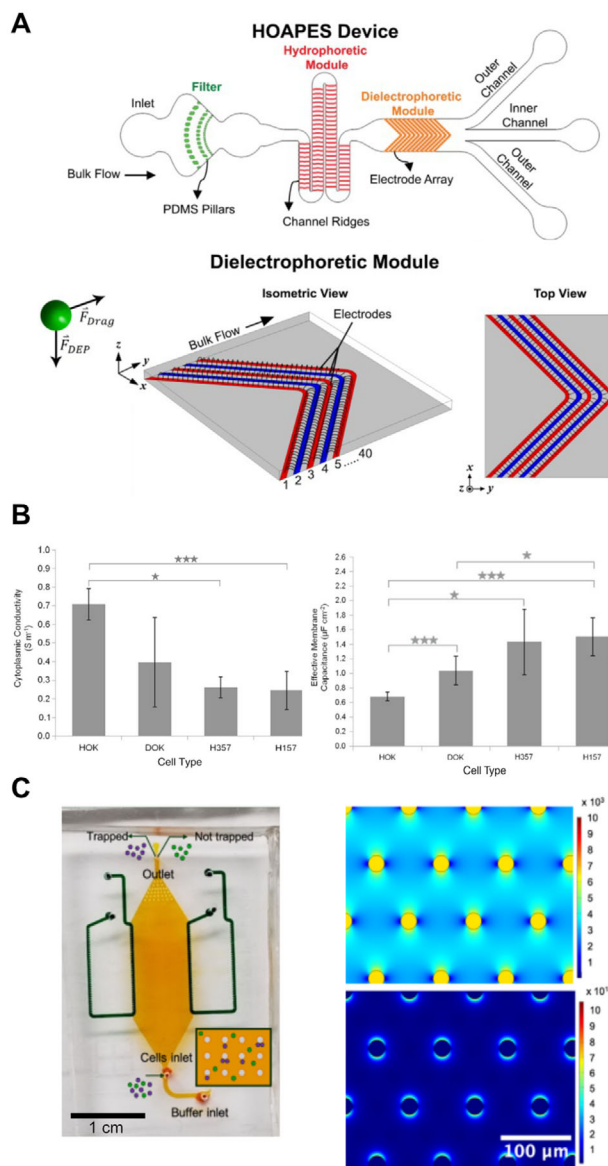 A
HOAPES Device
Hydrophoretic
Module
Filter
Inlet
Dielectrophoretic
Module
Outer
Channel
Inner
Channel
Outer
Channel
Bulk Flow
PDMS Pillars
Channel Ridges
Electrode Array
Dielectrophoretic Module
Isometric View
Top View
Electrodes
Bulk Flow
F Drag
F DEP
z
y
x
1 2 3 4 5 ..... 40
x
z
y
B
Cytoplasmic Conductivity
(S m⁻¹)
1.0
0.9
0.8
0.7
0.6
0.5
0.4
0.3
0.2
0.1
0.0
★★★
★
HOK DOK H357 H157
Cell Type
Effective Membrane
Capacitance (µF cm⁻²)
2.6
2.4
2.2
2.0
1.8
1.6
1.4
1.2
1.0
0.8
0.6
0.4
0.2
0.0
★
★★★
★
★★★
HOK DOK H357 H157
Cell Type
C
Trapped
Not trapped
Outlet
Cells inlet
Buffer inlet
1 cm
x 10⁵
10
9
8
7
6
5
4
3
2
1
10
9
8
7
6
5
4
3
2
1
100 µm